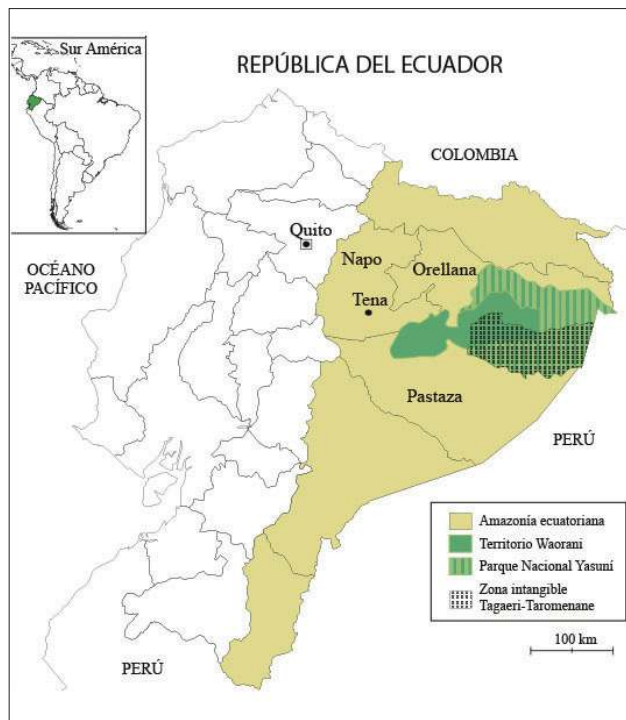 Sur América
REPÚBLICA DEL ECUADOR
COLOMBIA
Quito
OCÉANO
PACÍFICO
Napo
Orellana
Tena
Pastaza
PERÚ
Amazonía ecuatoriana
Territorio Waorani
Parque Nacional Yasuní
Zona intangible
Tagaeri-Taromenane
100 km
PERÚ